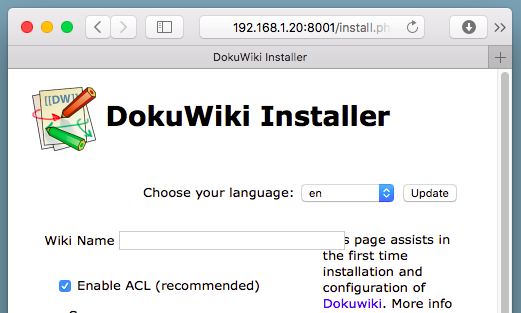 192.168.1.20:8001/install.ph
DokuWiki Installer
[[DW]]
DokuWiki Installer
Choose your language: en Update
Wiki Name
page assists in
the first time
installation and
configuration of
Dokuwiki. More info
Enable ACL (recommended)